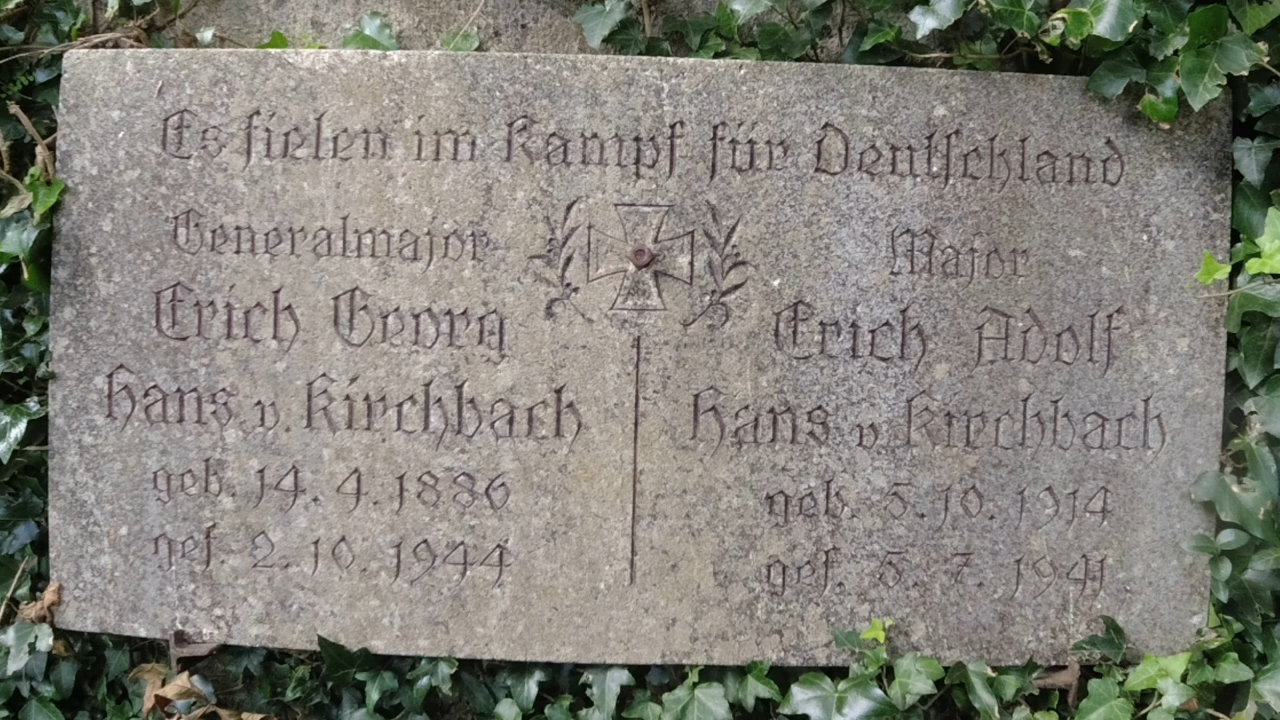 Es fielen im Kampf für Deutschland
Generalmajor
Erich Georg
Hans v. Kirchbach
geb. 14. 4. 1886
gef. 2. 10. 1944
Major
Erich Adolf
Hans v. Kirchbach
geb. 5. 10. 1914
gef. 5. 7. 1941